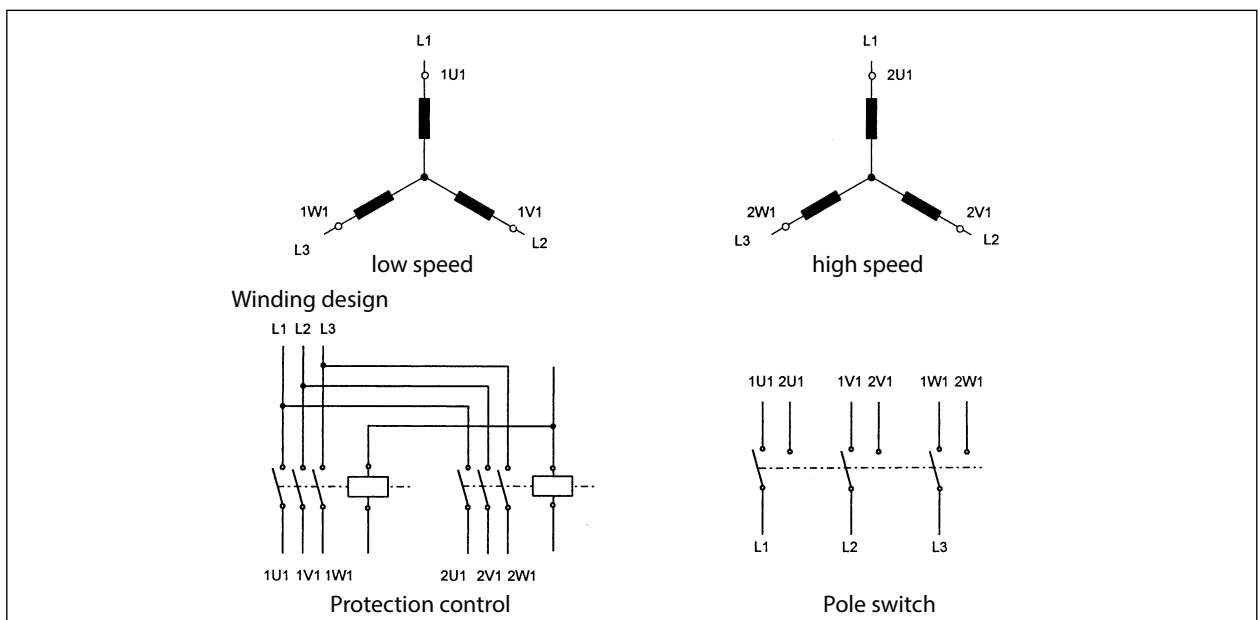 L1 L1
1U1 2U1
1W1 1V1 2W1 2V1
L3 L2 L3 L2
low speed high speed
Winding design
L1 L2 L3
1U1 2U1 1V1 2V1 1W1 2W1
L1 L2 L3
1U1 1V1 1W1 2U1 2V1 2W1
Protection control Pole switch